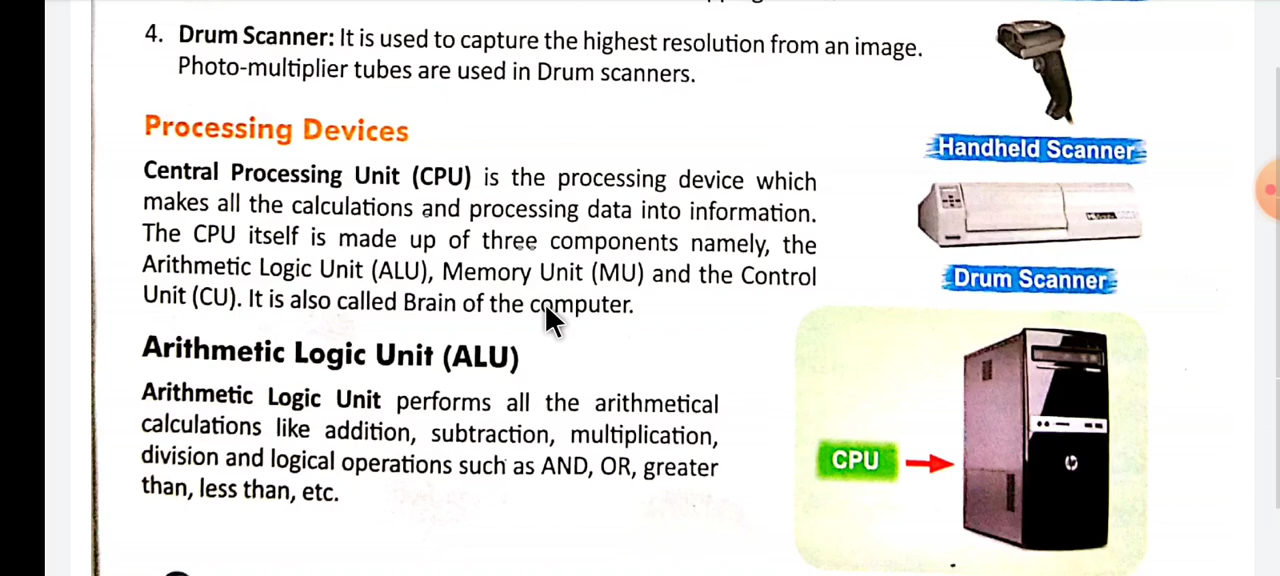 4. Drum Scanner: It is used to capture the highest resolution from an image.
Photo-multiplier tubes are used in Drum scanners.
Handheld Scanner
Processing Devices
Central Processing Unit (CPU) is the processing device which
makes all the calculations and processing data into information.
The CPU itself is made up of three components namely, the
Arithmetic Logic Unit (ALU), Memory Unit (MU) and the Control
Unit (CU). It is also called Brain of the computer.
Drum Scanner
Arithmetic Logic Unit (ALU)
Arithmetic Logic Unit performs all the arithmetical
calculations like addition, subtraction, multiplication,
division and logical operations such as AND, OR, greater
than, less than, etc.
CPU
hp